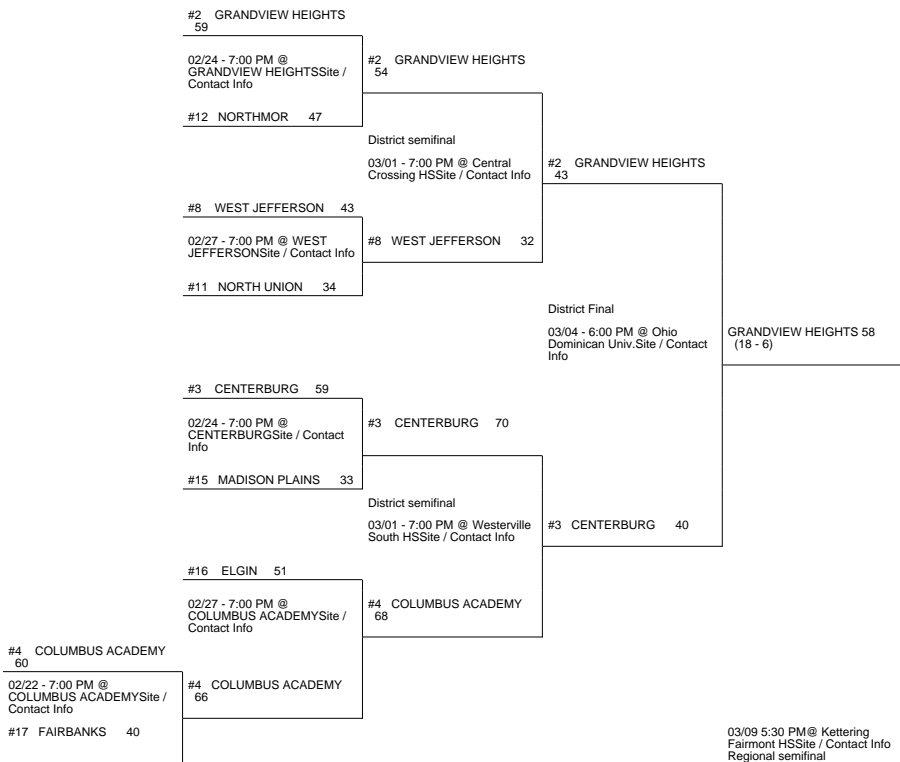 #2 GRANDVIEW HEIGHTS
59
02/24 - 7:00 PM @
GRANDVIEW HEIGHTSSite /
Contact Info
#12 NORTHMOR 47
#2 GRANDVIEW HEIGHTS
54
District semifinal
03/01 - 7:00 PM @ Central
Crossing HSSite / Contact Info
#8 WEST JEFFERSON 43
02/27 - 7:00 PM @ WEST
JEFFERSONSite / Contact Info
#11 NORTH UNION 34
#8 WEST JEFFERSON 32
#2 GRANDVIEW HEIGHTS
43
District Final
03/04 - 6:00 PM @ Ohio
Dominican Univ.Site / Contact
Info
GRANDVIEW HEIGHTS 58
(18 - 6)
#3 CENTERBURG 59
02/24 - 7:00 PM @
CENTERBURGSite / Contact
Info
#15 MADISON PLAINS 33
#3 CENTERBURG 70
District semifinal
03/01 - 7:00 PM @ Westerville
South HSSite / Contact Info
#3 CENTERBURG 40
#16 ELGIN 51
02/27 - 7:00 PM @
COLUMBUS ACADEMYSite /
Contact Info
#4 COLUMBUS ACADEMY
68
#4 COLUMBUS ACADEMY
60
02/22 - 7:00 PM @
COLUMBUS ACADEMYSite /
Contact Info
#17 FAIRBANKS 40
#4 COLUMBUS ACADEMY
66
03/09 5:30 PM@ Kettering
Fairmont HSSite / Contact Info
Regional semifinal